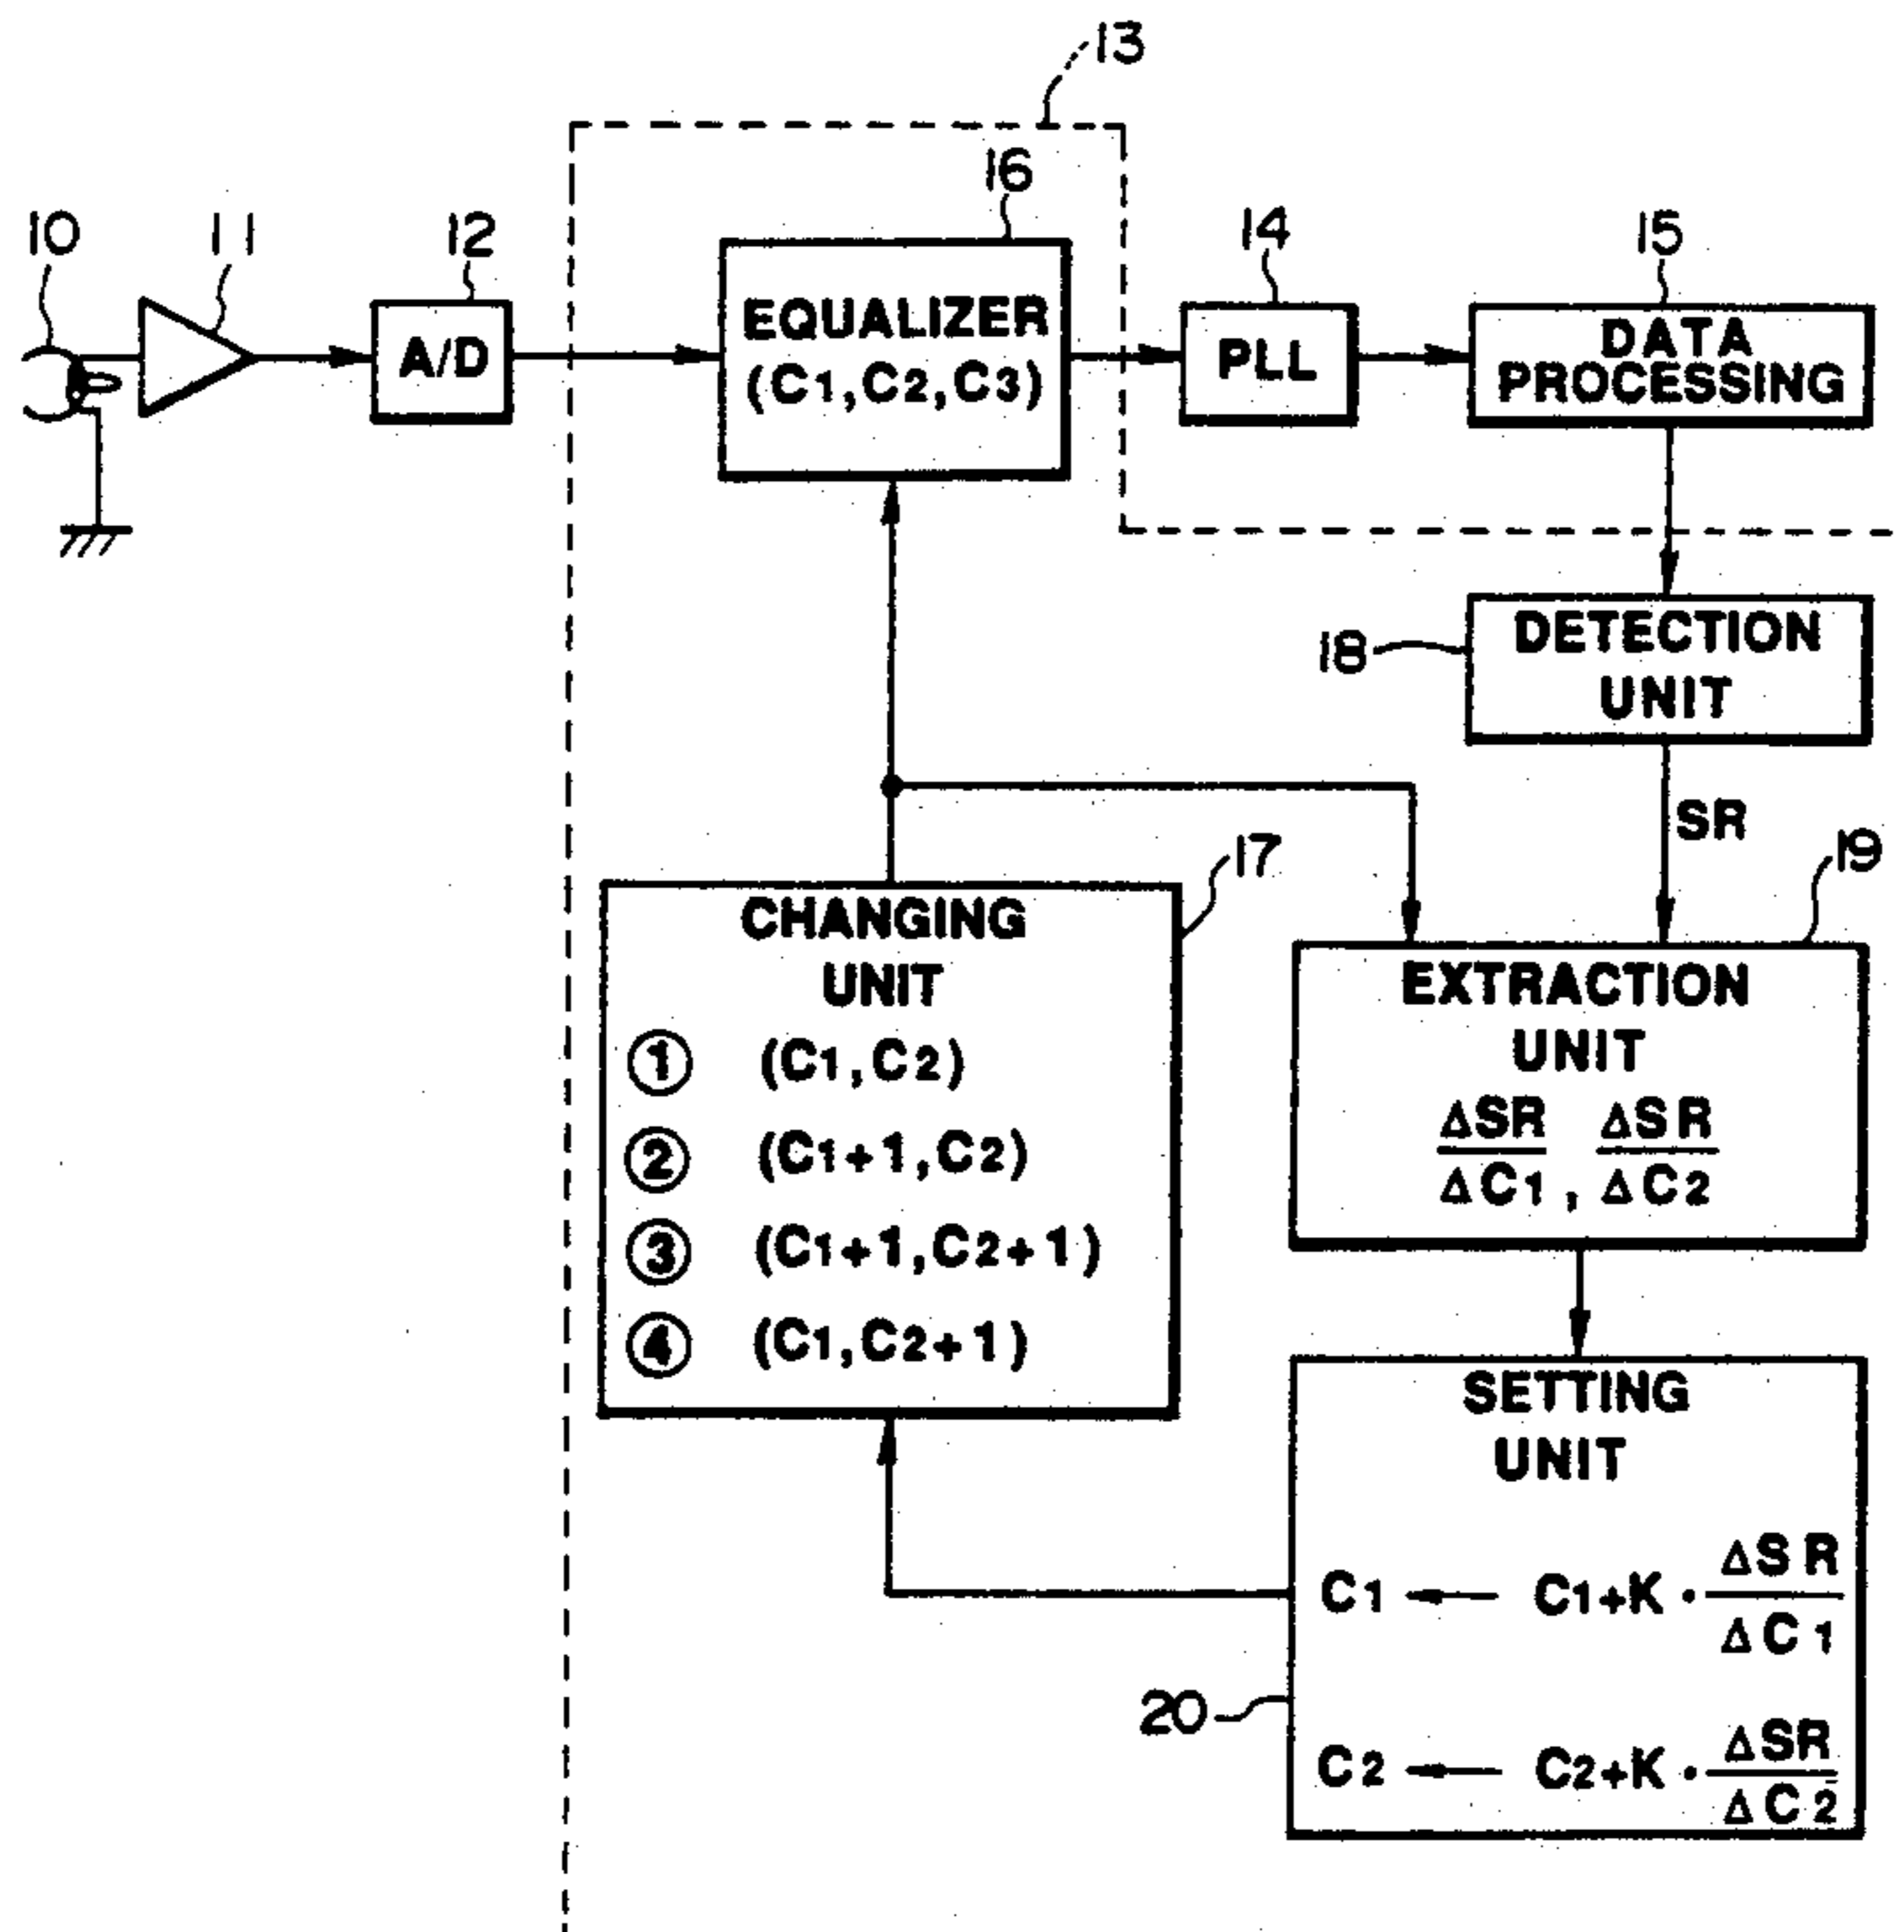 13
16
10
11
12
14
15
EQUALIZER
(C1,C2,C3)
A/D
PLL
DATA
PROCESSING
18
DETECTION
UNIT
SR
17
19
CHANGING
UNIT
① (C1,C2)
② (C1+1,C2)
③ (C1+1,C2+1)
④ (C1,C2+1)
EXTRACTION
UNIT
ΔSR ΔSR
ΔC1 , ΔC2
SETTING
UNIT
C1 ← C1+K · ΔSR
ΔC1
20
C2 ← C2+K · ΔSR
ΔC2